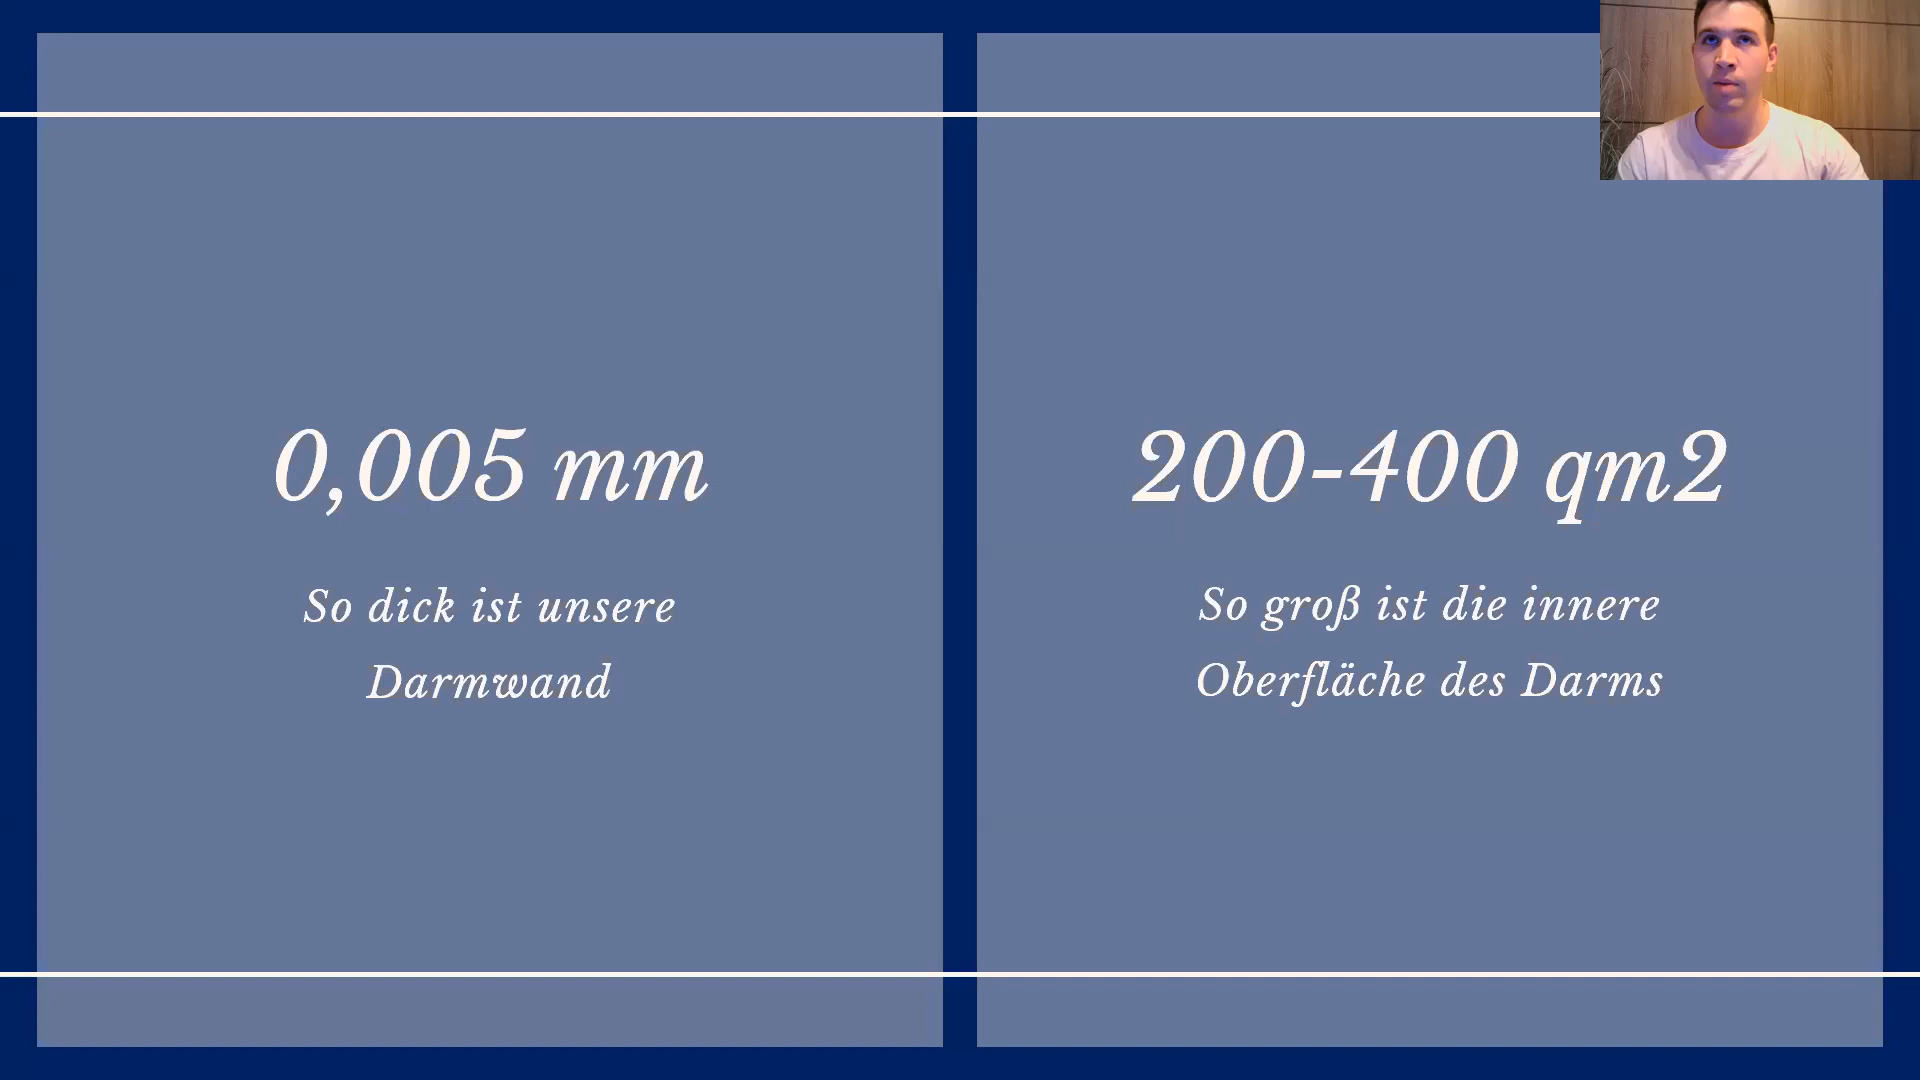 0,005 mm
So dick ist unsere
Darmwand
200-400 qm2
So groß ist die innere
Oberfläche des Darms